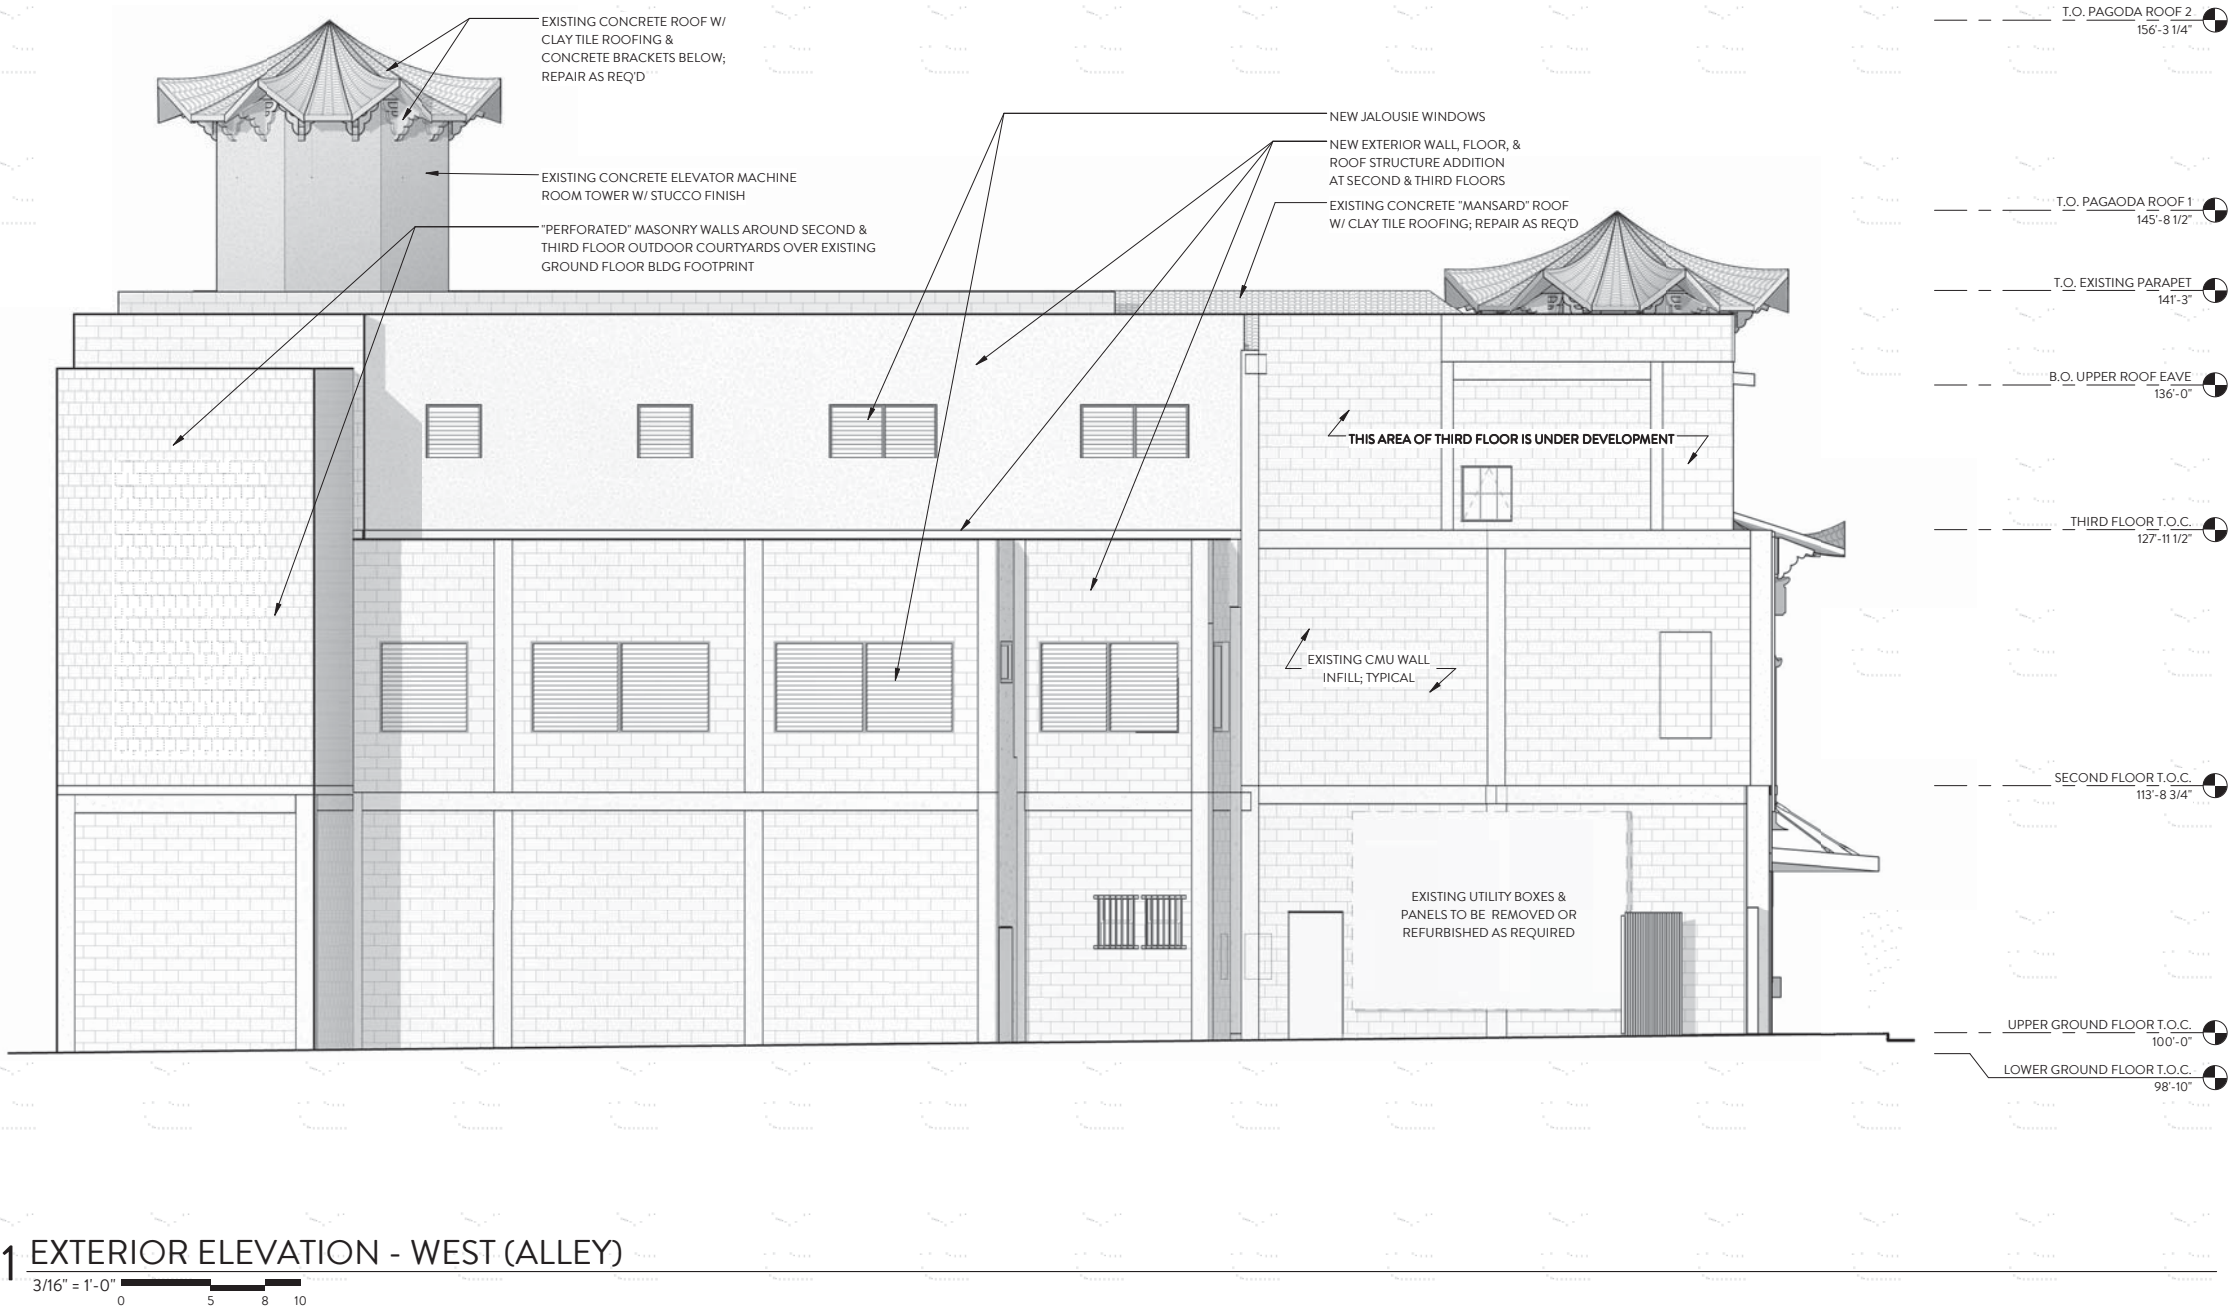 EXISTING CONCRETE ROOF W/
CLAY TILE ROOFING &
CONCRETE BRACKETS BELOW;
REPAIR AS REQ'D
EXISTING CONCRETE ELEVATOR MACHINE
ROOM TOWER W/ STUCCO FINISH
"PERFORATED" MASONRY WALLS AROUND SECOND &
THIRD FLOOR OUTDOOR COURTYARDS OVER EXISTING
GROUND FLOOR BLDG FOOTPRINT
NEW JALOUSIE WINDOWS
NEW EXTERIOR WALL, FLOOR, &
ROOF STRUCTURE ADDITION
AT SECOND & THIRD FLOORS
EXISTING CONCRETE "MANSARD" ROOF
W/ CLAY TILE ROOFING; REPAIR AS REQ'D
THIS AREA OF THIRD FLOOR IS UNDER DEVELOPMENT
EXISTING CMU WALL
INFILL; TYPICAL
EXISTING UTILITY BOXES &
PANELS TO BE REMOVED OR
REFURBISHED AS REQUIRED
T.O. PAGODA ROOF 2
156'-3 1/4"
T.O. PAGAODA ROOF 1
145'-8 1/2"
T.O. EXISTING PARAPET
141'-3"
B.O. UPPER ROOF EAVE
136'-0"
THIRD FLOOR T.O.C.
127'-11 1/2"
SECOND FLOOR T.O.C.
113'-8 3/4"
UPPER GROUND FLOOR T.O.C.
100'-0"
LOWER GROUND FLOOR T.O.C.
98'-10"
1 EXTERIOR ELEVATION - WEST (ALLEY)
3/16" = 1'-0"
0 5 8 10